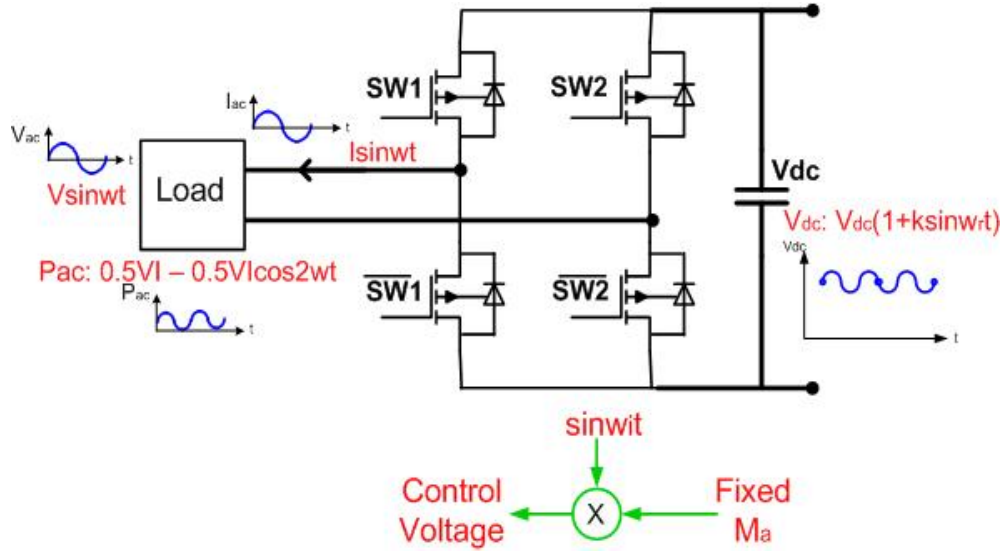 SW1
SW2
Iac
t
Vac
t
Isinwt
Vsinwt
Load
Vdc
Vdc: Vdc(1+ksinwrt)
Vdc
t
Pac: 0.5VI – 0.5VIcos2wt
Pac
t
SW1
SW2
sinwit
Control
Voltage
X
Fixed
Ma